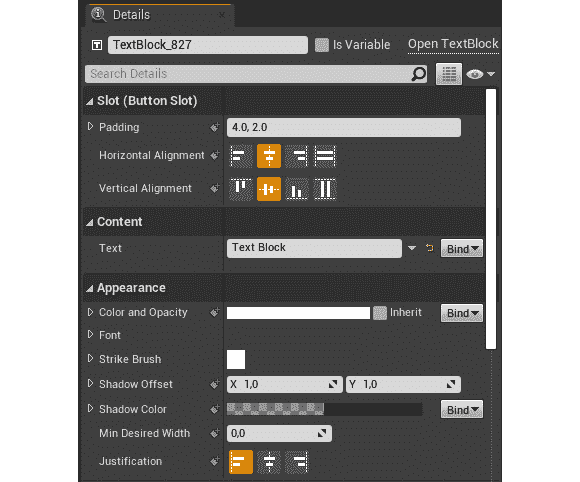 Details
TextBlock_827 Is Variable Open TextBlock
Search Details
Slot (Button Slot)
Padding 4.0, 2.0
Horizontal Alignment
Vertical Alignment
Content
Text Text Block Bind
Appearance
Color and Opacity Inherit Bind
Font
Strike Brush
Shadow Offset X 1,0 Y 1,0
Shadow Color Bind
Min Desired Width 0,0
Justification